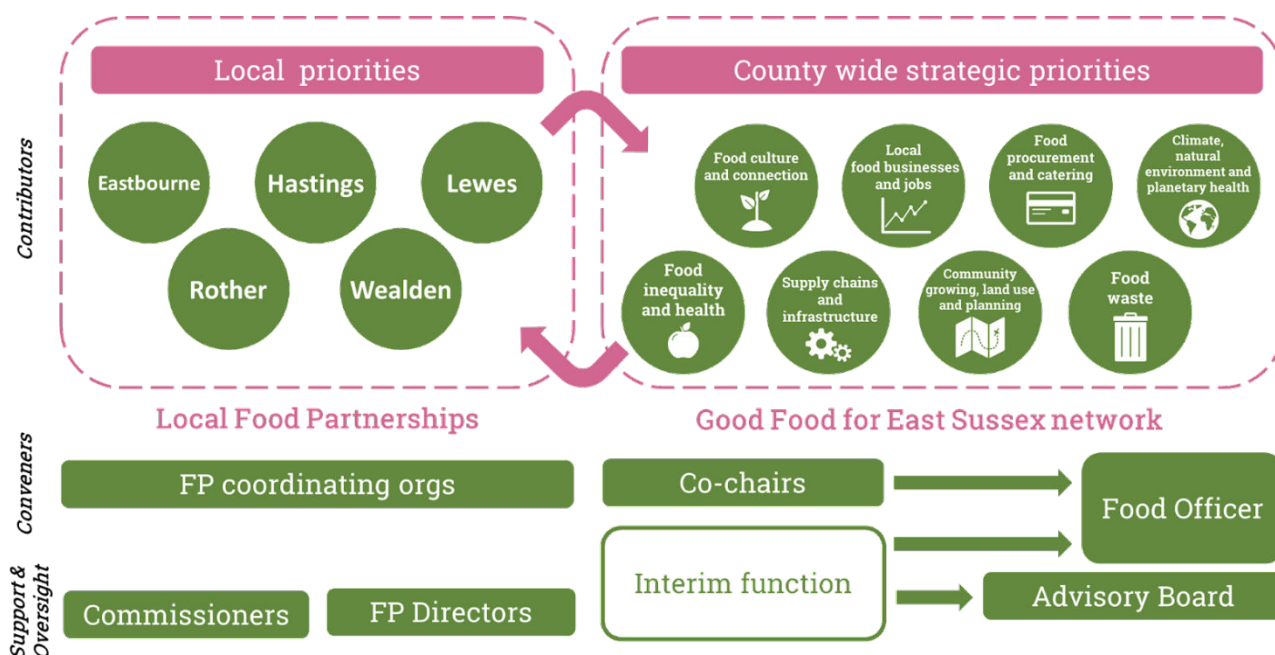 Local priorities
County wide strategic priorities
Contributors
Eastbourne
Hastings
Lewes
Rother
Wealden
Food culture
and connection
Local
food businesses
and jobs
Food
procurement
and catering
Climate,
natural
environment and
planetary health
Food
inequality
and health
Supply chains
and
infrastructure
Community
growing, land use
and planning
Food
waste
Local Food Partnerships
Good Food for East Sussex network
Conveners
FP coordinating orgs
Co-chairs
Food Officer
Support &
Oversight
Commissioners
FP Directors
Interim function
Advisory Board